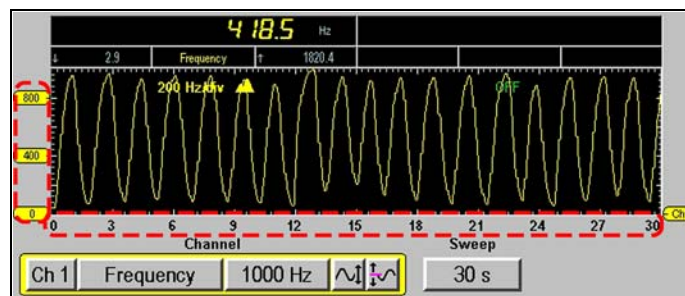 418.5 Hz
↓ 2.9 Frequency ↑ 1820.4
200 Hz/div OFF
800
400
0 Ch
0 3 6 9 12 15 18 21 24 27 30
Channel Sweep
Ch 1 Frequency 1000 Hz 30 s